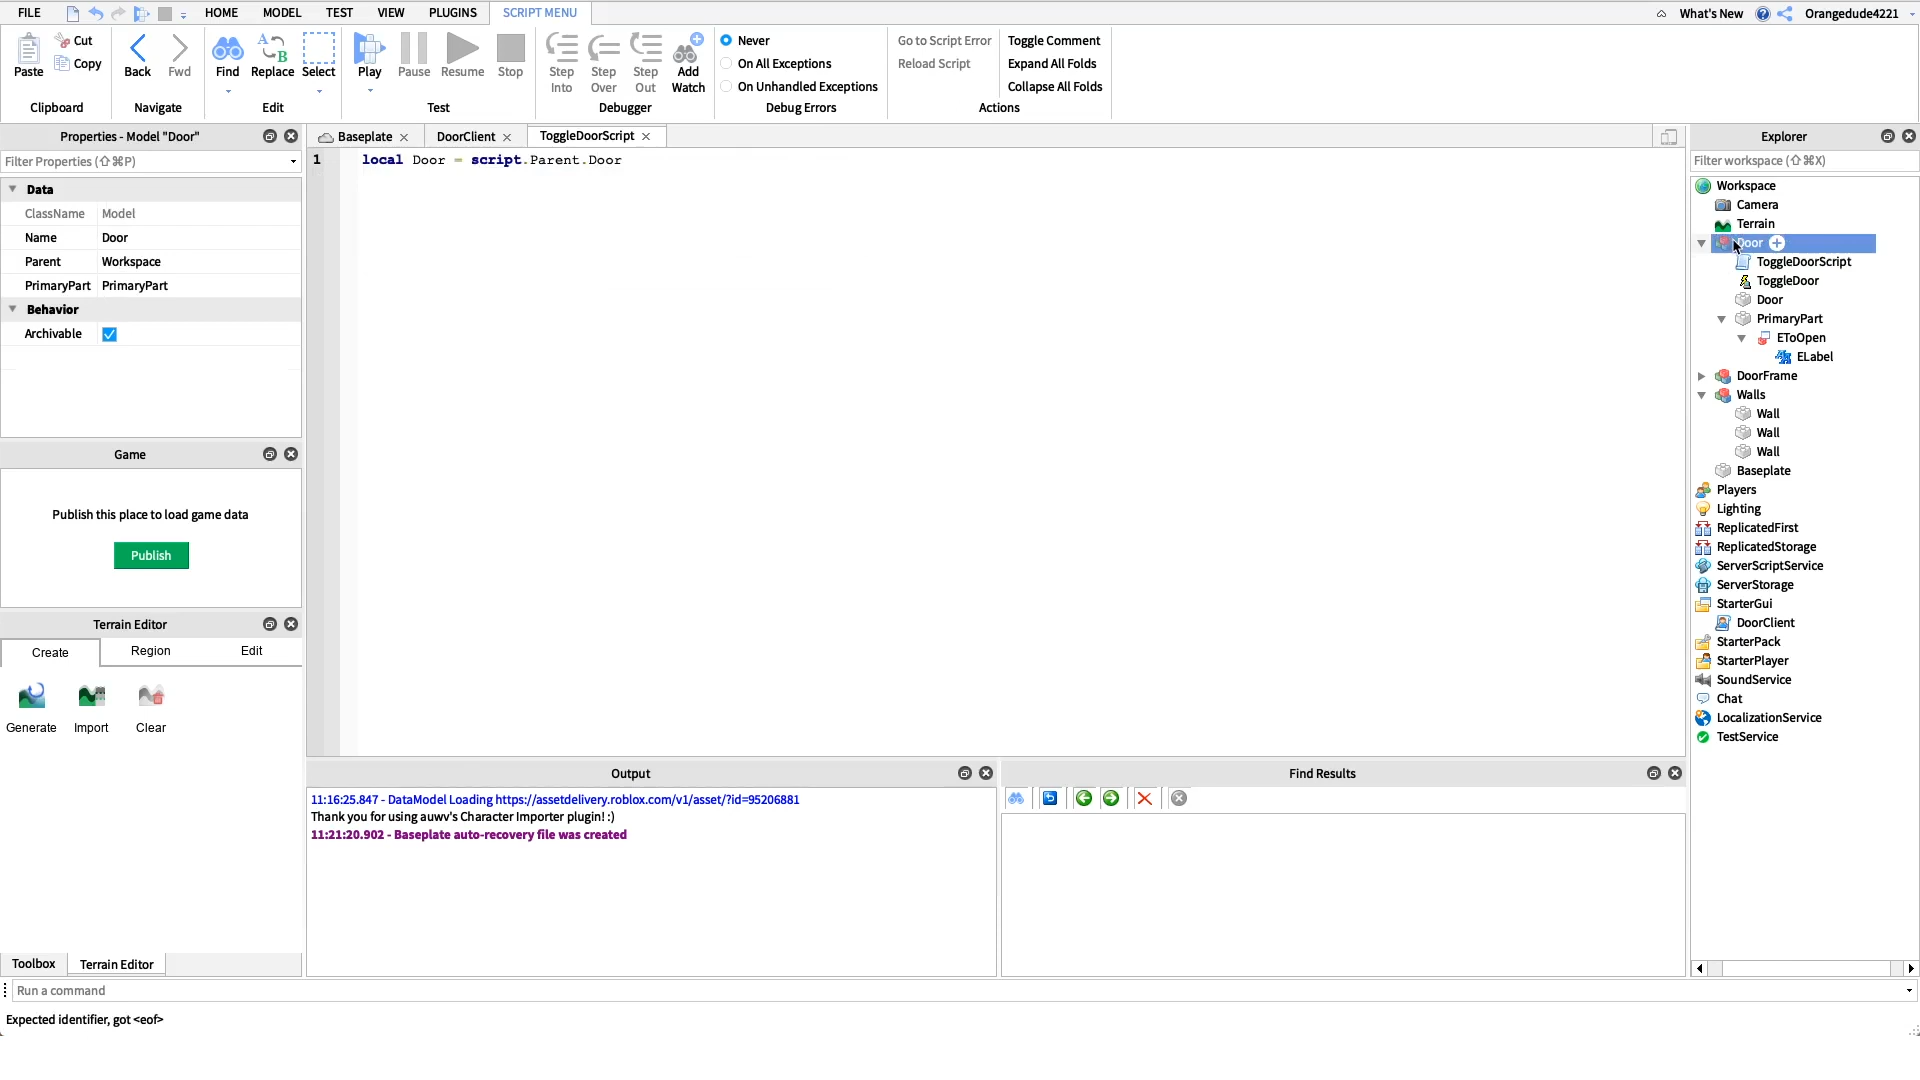 FILE HOME MODEL TEST VIEW PLUGINS SCRIPT MENU What's New Orangedude4221
Paste Cut Copy Clipboard
Back Fwd Navigate
Find Replace Select Edit
Play Pause Resume Stop Test
Step Into Step Over Step Out Add Watch Debugger
Never
On All Exceptions
On Unhandled Exceptions
Debug Errors
Go to Script Error Toggle Comment
Reload Script Expand All Folds
Collapse All Folds
Actions
Properties - Model "Door"
Filter Properties (⇧⌘P)
Data
ClassName Model
Name Door
Parent Workspace
PrimaryPart PrimaryPart
Behavior
Archivable
Game
Publish this place to load game data
Publish
Terrain Editor
Create Region Edit
Generate Import Clear
Toolbox Terrain Editor
Baseplate DoorClient ToggleDoorScript
1 local Door = script.Parent.Door
Output
11:16:25.847 - DataModel Loading https://assetdelivery.roblox.com/v1/asset/?id=95206881
Thank you for using auwv's Character Importer plugin! :)
11:21:20.902 - Baseplate auto-recovery file was created
Find Results
Explorer
Filter workspace (⇧⌘X)
Workspace
Camera
Terrain
Door
ToggleDoorScript
ToggleDoor
Door
PrimaryPart
EToOpen
ELabel
DoorFrame
Walls
Wall
Wall
Wall
Baseplate
Players
Lighting
ReplicatedFirst
ReplicatedStorage
ServerScriptService
ServerStorage
StarterGui
DoorClient
StarterPack
StarterPlayer
SoundService
Chat
LocalizationService
TestService
Run a command
Expected identifier, got <eof>